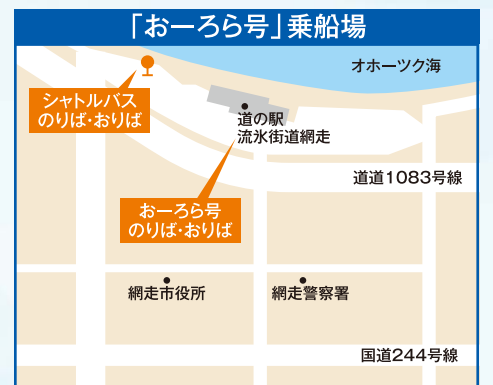 「おーろら号」乗船場
オホーツク海
シャトルバス
のりば・おりば
道の駅
流氷街道網走
道道1083号線
おーろら号
のりば・おりば
網走市役所
網走警察署
国道244号線